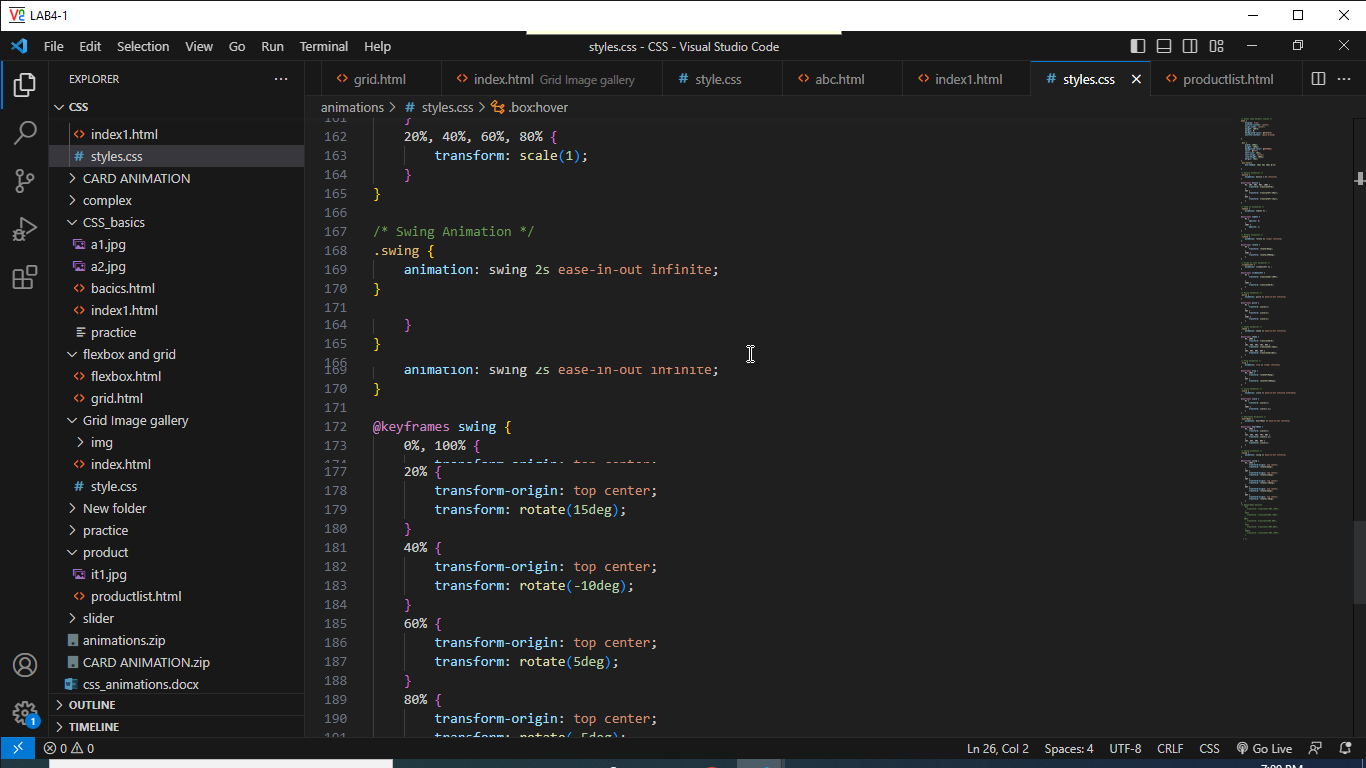 LAB4-1
File Edit Selection View Go Run Terminal Help
styles.css - CSS - Visual Studio Code
EXPLORER
grid.html index.html Grid Image gallery style.css abc.html index1.html styles.css productlist.html
CSS
animations > styles.css > .box:hover
index1.html
styles.css
CARD ANIMATION
complex
CSS_basics
a1.jpg
a2.jpg
bacics.html
index1.html
practice
flexbox and grid
flexbox.html
grid.html
Grid Image gallery
img
index.html
style.css
New folder
practice
product
it1.jpg
productlist.html
slider
animations.zip
CARD ANIMATION.zip
css_animations.docx
OUTLINE
TIMELINE
1
161 }
162 20%, 40%, 60%, 80% {
163 transform: scale(1);
164 }
165 }
166
167 /* Swing Animation */
168 .swing {
169 animation: swing 2s ease-in-out infinite;
170 }
171
164 }
165 }
166
169 animation: swing 2s ease-in-out infinite;
170 }
171
172 @keyframes swing {
173 0%, 100% {
174 transform-origin: top center;
177 20% {
178 transform-origin: top center;
179 transform: rotate(15deg);
180 }
181 40% {
182 transform-origin: top center;
183 transform: rotate(-10deg);
184 }
185 60% {
186 transform-origin: top center;
187 transform: rotate(5deg);
188 }
189 80% {
190 transform-origin: top center;
191 transform: rotate(-5deg);
0 0 Ln 26, Col 2 Spaces: 4 UTF-8 CRLF CSS Go Live